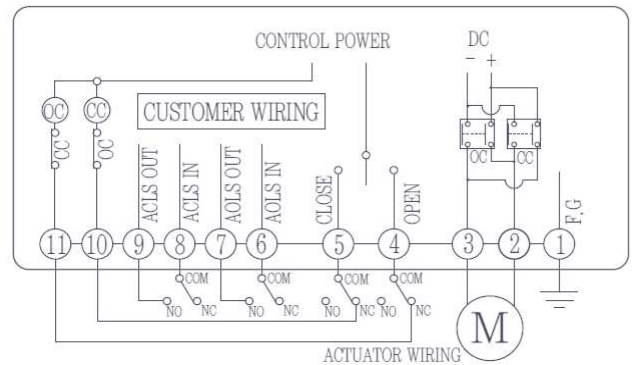 CONTROL POWER
DC
- +
OC CC
CUSTOMER WIRING
CC OC
OC CC
ACLS OUT
ACLS IN
AOLS OUT
AOLS IN
CLOSE
OPEN
F.G
11 10 9 8 7 6 5 4 3 2 1
COM COM COM COM
NO NC NO NC NO NC NO NC
M
ACTUATOR WIRING